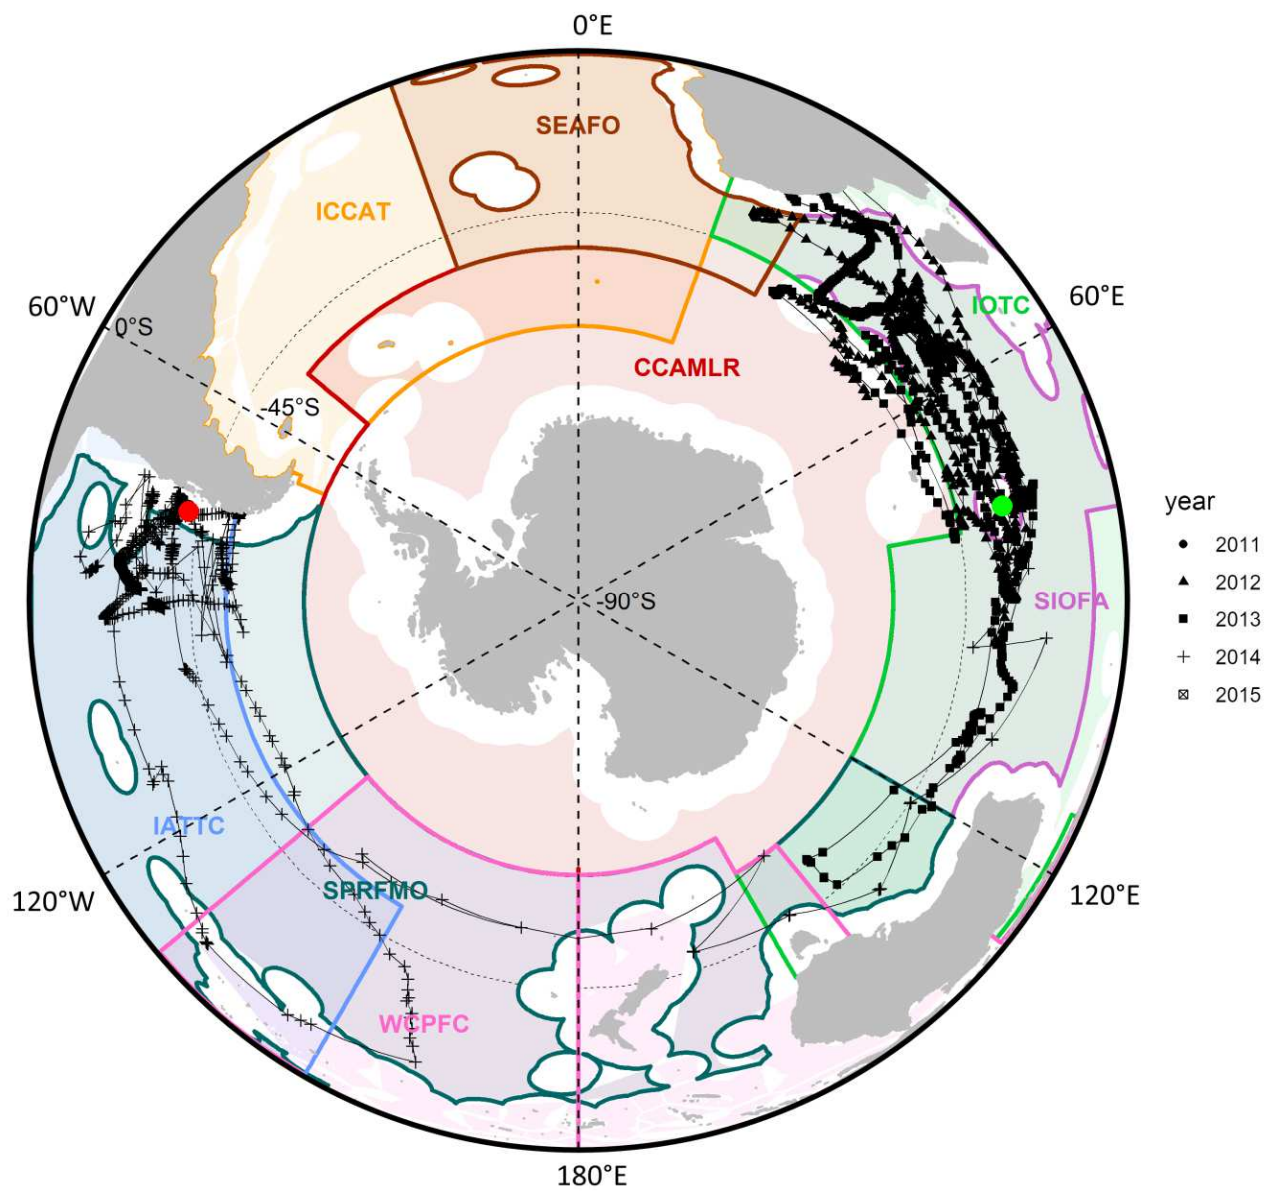 0°E
SEAFO
ICCAT
60°W
0°S
60°E
IOTC
CCAMLR
-45°S
year
2011
2012
2013
2014
2015
-90°S
SIOFA
IATTC
SPRFMO
120°W
120°E
WCPFC
180°E